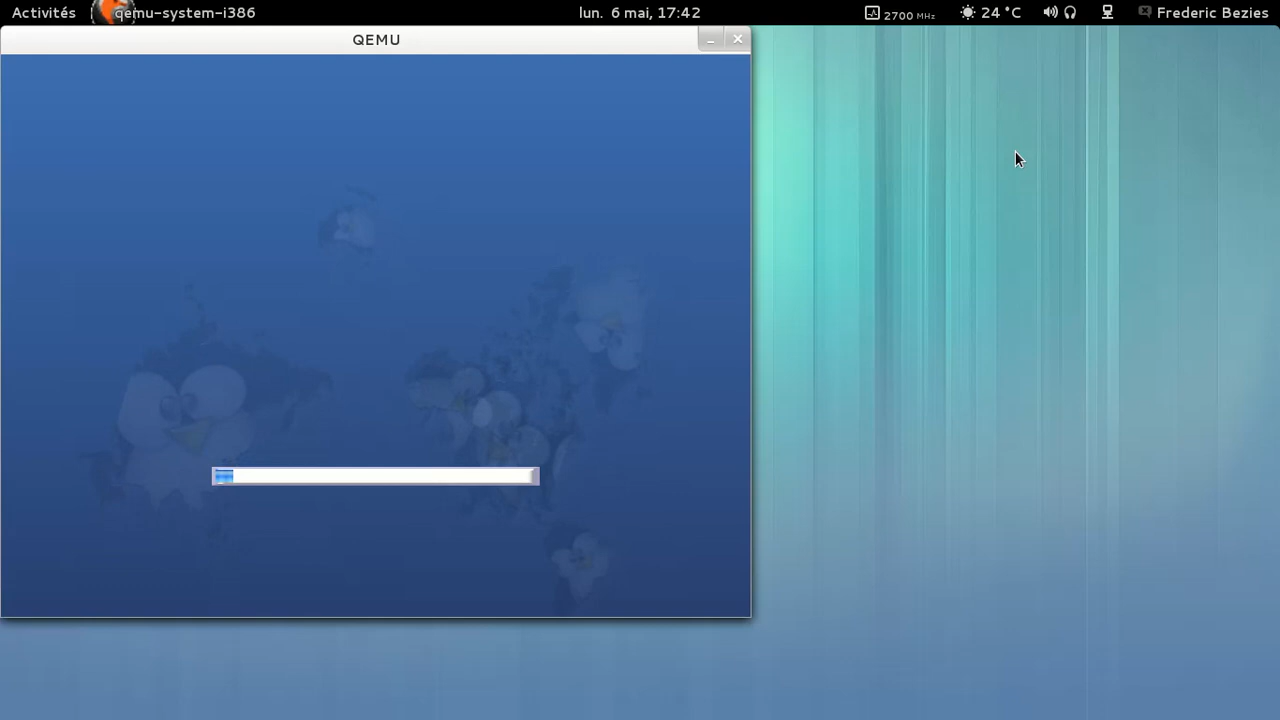 Activités qemu-system-i386 lun. 6 mai, 17:42 2700 MHz 24 °C Frederic Bezies
QEMU